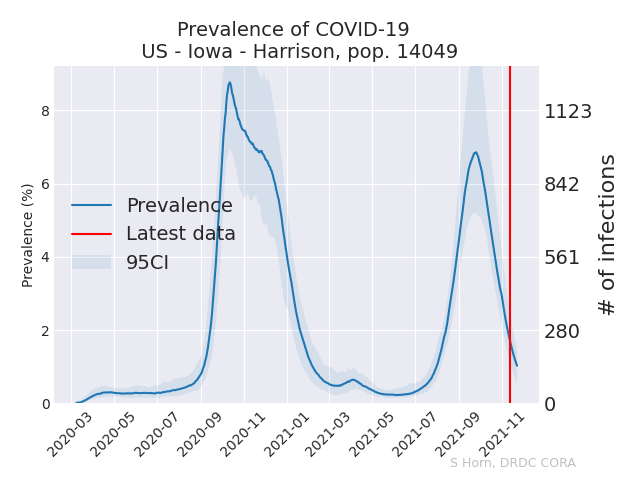 Prevalence of COVID-19
US - Iowa - Harrison, pop. 14049
Prevalence (%)
8
6
4
2
0
Prevalence
Latest data
95CI
1123
842
561
280
0
# of infections
2020-03
2020-05
2020-07
2020-09
2020-11
2021-01
2021-03
2021-05
2021-07
2021-09
2021-11
S Horn, DRDC CORA